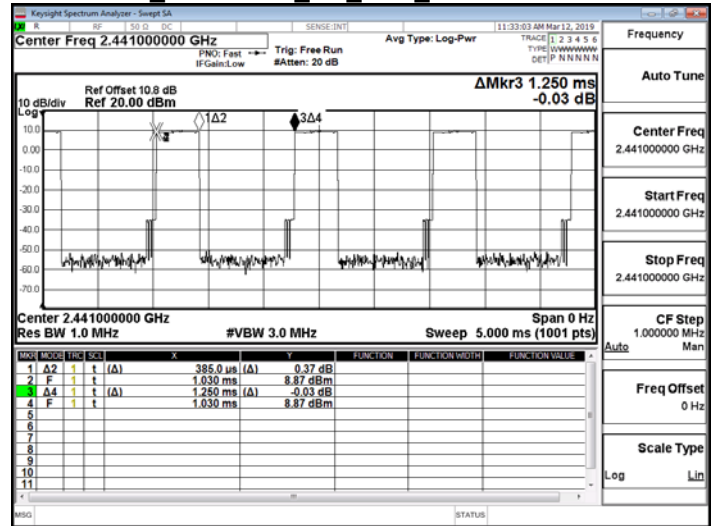 Keysight Spectrum Analyzer - Swept SA
R RF 50 Ω DC SENSE:INT 11:33:03 AM Mar 12, 2019
Center Freq 2.441000000 GHz
PNO: Fast
IFGain:Low
Trig: Free Run
#Atten: 20 dB
Avg Type: Log-Pwr
TRACE 1 2 3 4 5 6
TYPE WWWWWW
DET P N N N N N
Ref Offset 10.8 dB
Ref 20.00 dBm
10 dB/div
Log
ΔMkr3 1.250 ms
-0.03 dB
1Δ2
3Δ4
10.0
0.00
-10.0
-20.0
-30.0
-40.0
-50.0
-60.0
-70.0
Center 2.441000000 GHz Span 0 Hz
Res BW 1.0 MHz #VBW 3.0 MHz Sweep 5.000 ms (1001 pts)
MKR MODE TRC SCL X Y FUNCTION FUNCTION WIDTH FUNCTION VALUE
1 Δ2 1 t (Δ) 385.0 µs (Δ) 0.37 dB
2 F 1 t 1.030 ms 8.87 dBm
3 Δ4 1 t (Δ) 1.250 ms (Δ) -0.03 dB
4 F 1 t 1.030 ms 8.87 dBm
5
6
7
8
9
10
11
MSG STATUS
Frequency
Auto Tune
Center Freq
2.441000000 GHz
Start Freq
2.441000000 GHz
Stop Freq
2.441000000 GHz
CF Step
1.000000 MHz
Auto Man
Freq Offset
0 Hz
Scale Type
Log Lin